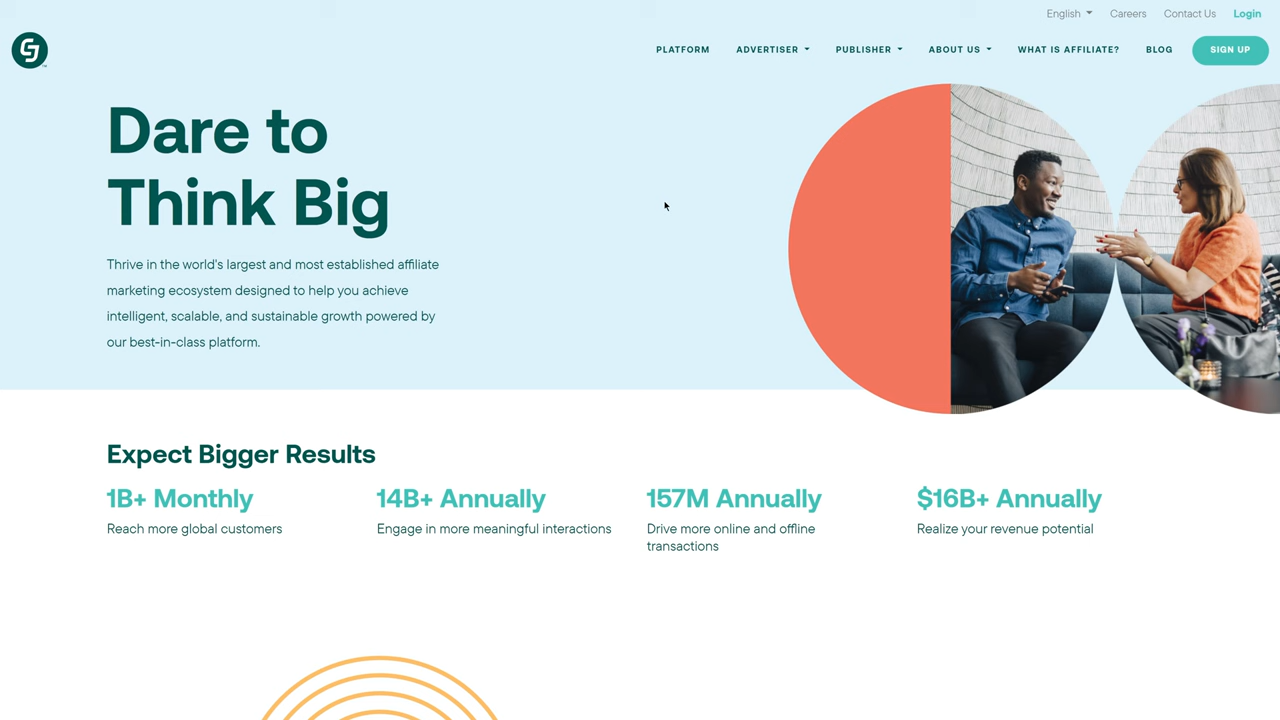 English
Careers
Contact Us
Login
CJ
PLATFORM
ADVERTISER
PUBLISHER
ABOUT US
WHAT IS AFFILIATE?
BLOG
SIGN UP
Dare to
Think Big
Thrive in the world's largest and most established affiliate
marketing ecosystem designed to help you achieve
intelligent, scalable, and sustainable growth powered by
our best-in-class platform.
Expect Bigger Results
1B+ Monthly
Reach more global customers
14B+ Annually
Engage in more meaningful interactions
157M Annually
Drive more online and offline
transactions
$16B+ Annually
Realize your revenue potential